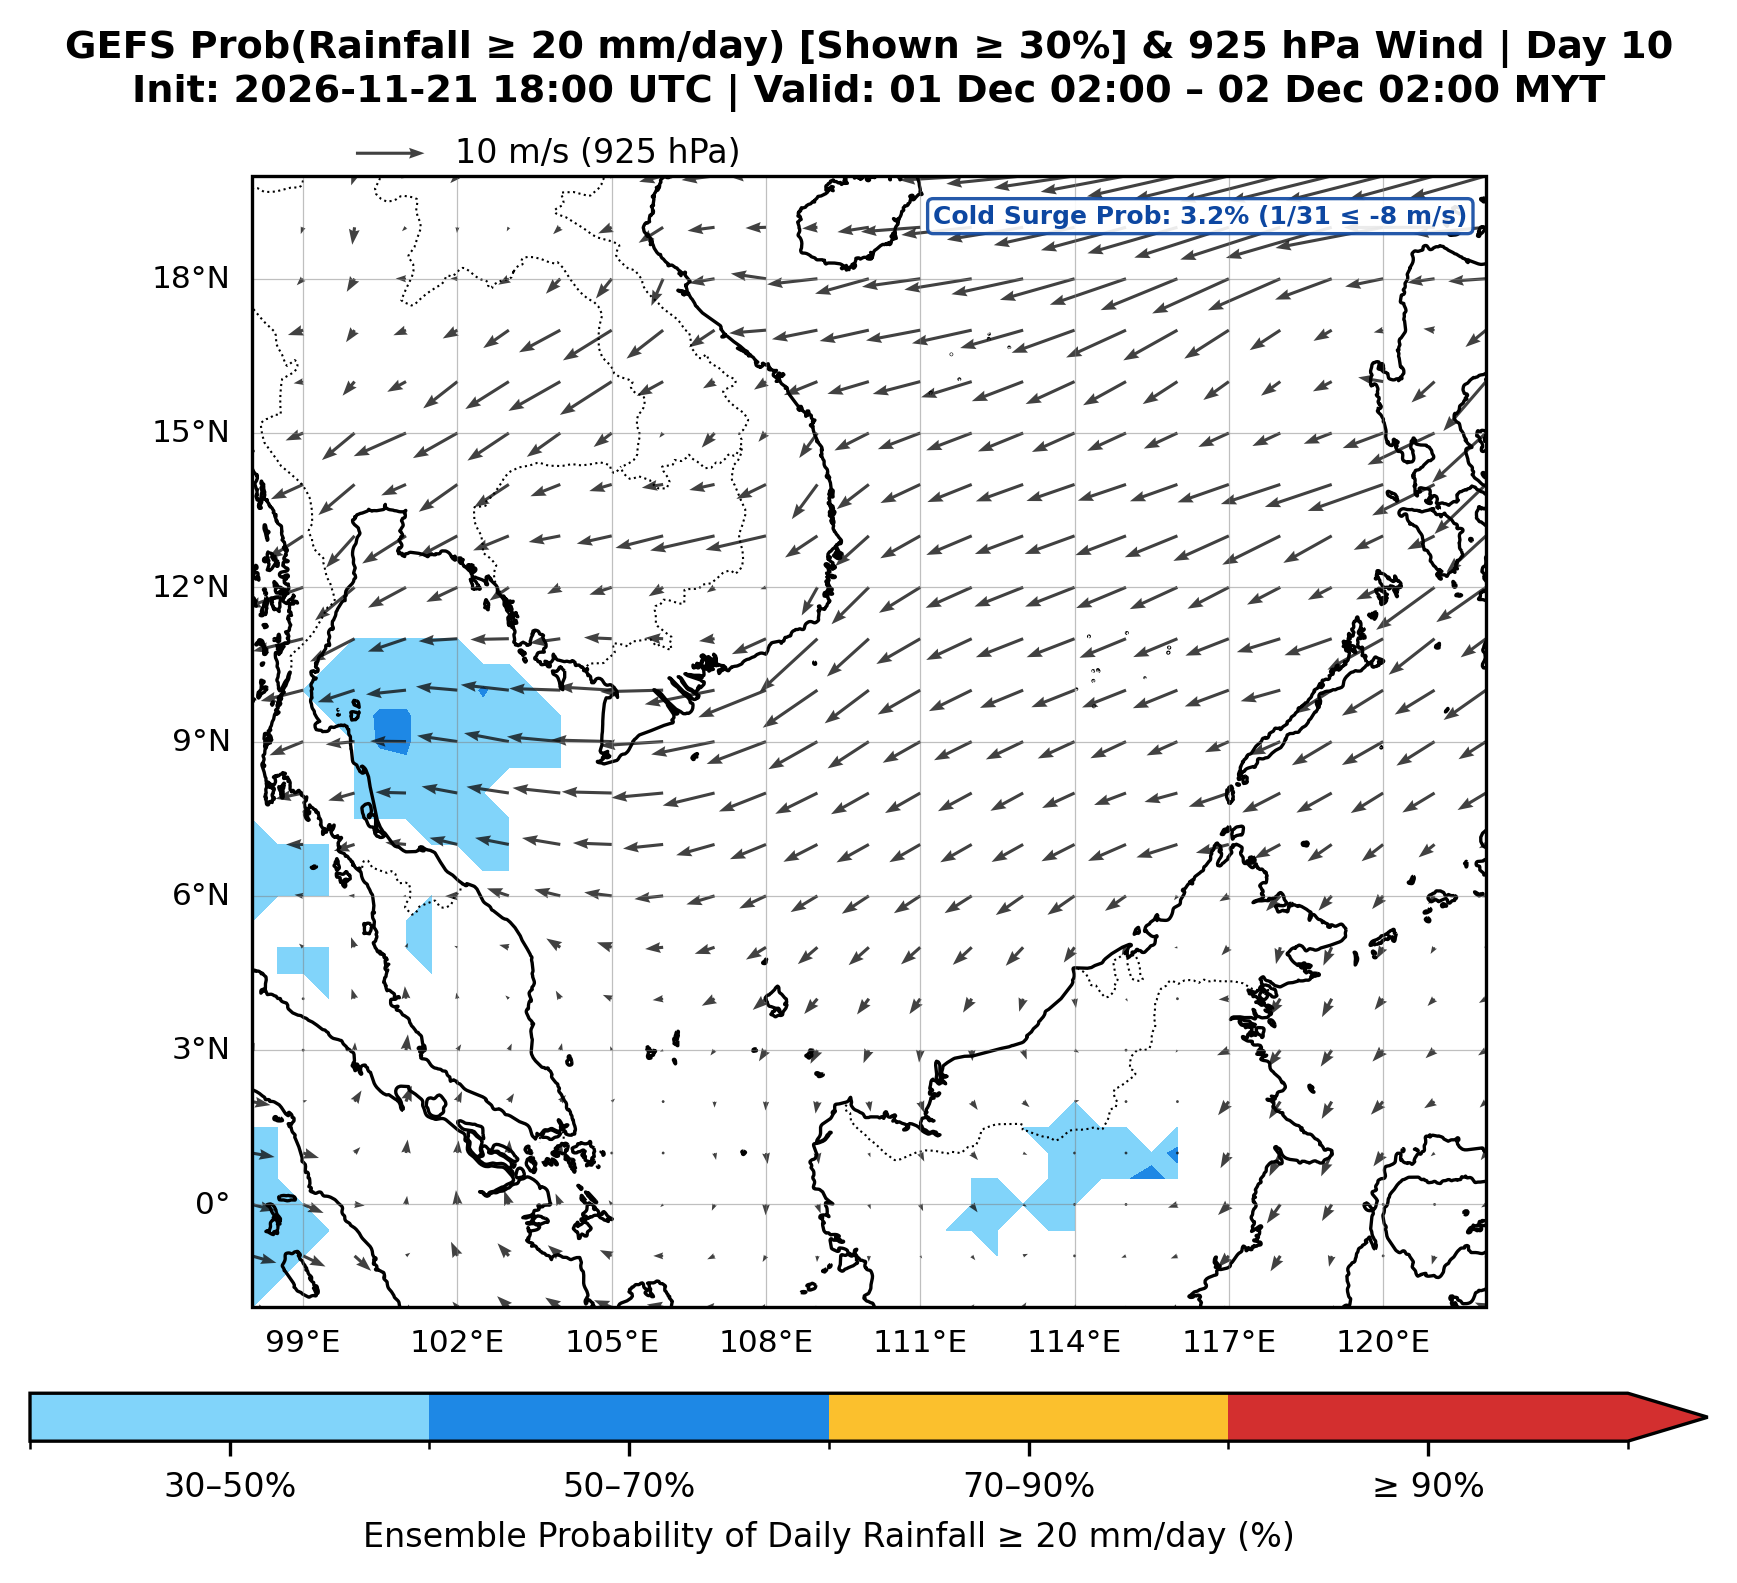 GEFS Prob(Rainfall ≥ 20 mm/day) [Shown ≥ 30%] & 925 hPa Wind | Day 10
Init: 2026-11-21 18:00 UTC | Valid: 01 Dec 02:00 – 02 Dec 02:00 MYT
10 m/s (925 hPa)
Cold Surge Prob: 3.2% (1/31 ≤ -8 m/s)
18°N
15°N
12°N
9°N
6°N
3°N
0°
99°E 102°E 105°E 108°E 111°E 114°E 117°E 120°E
30–50% 50–70% 70–90% ≥ 90%
Ensemble Probability of Daily Rainfall ≥ 20 mm/day (%)